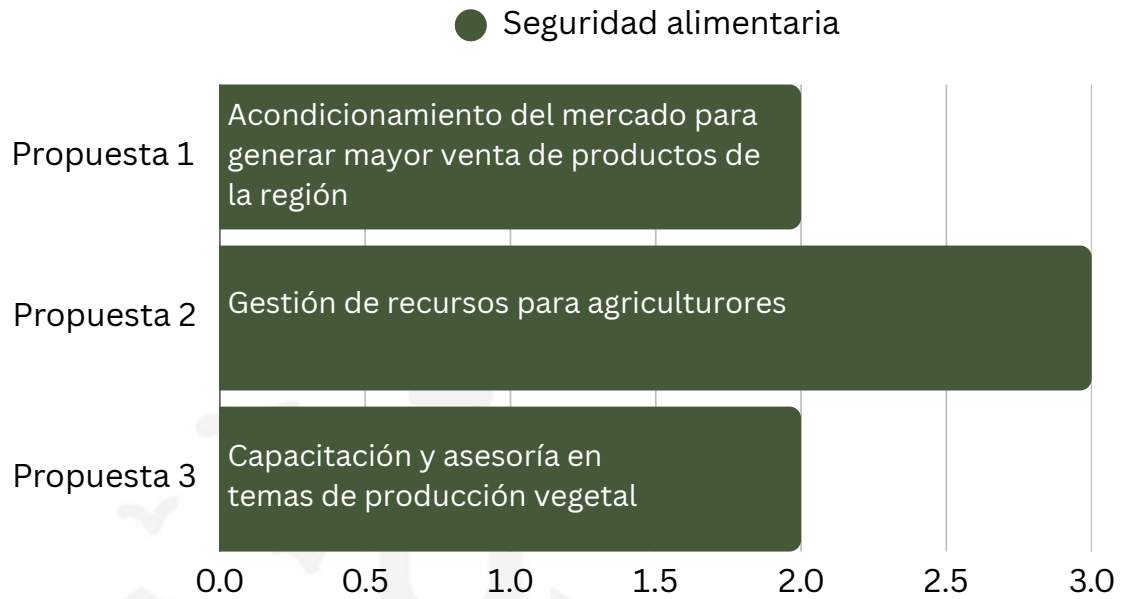 Seguridad alimentaria
Propuesta 1
Acondicionamiento del mercado para
generar mayor venta de productos de
la región
Propuesta 2
Gestión de recursos para agriculturores
Propuesta 3
Capacitación y asesoría en
temas de producción vegetal
0.0 0.5 1.0 1.5 2.0 2.5 3.0